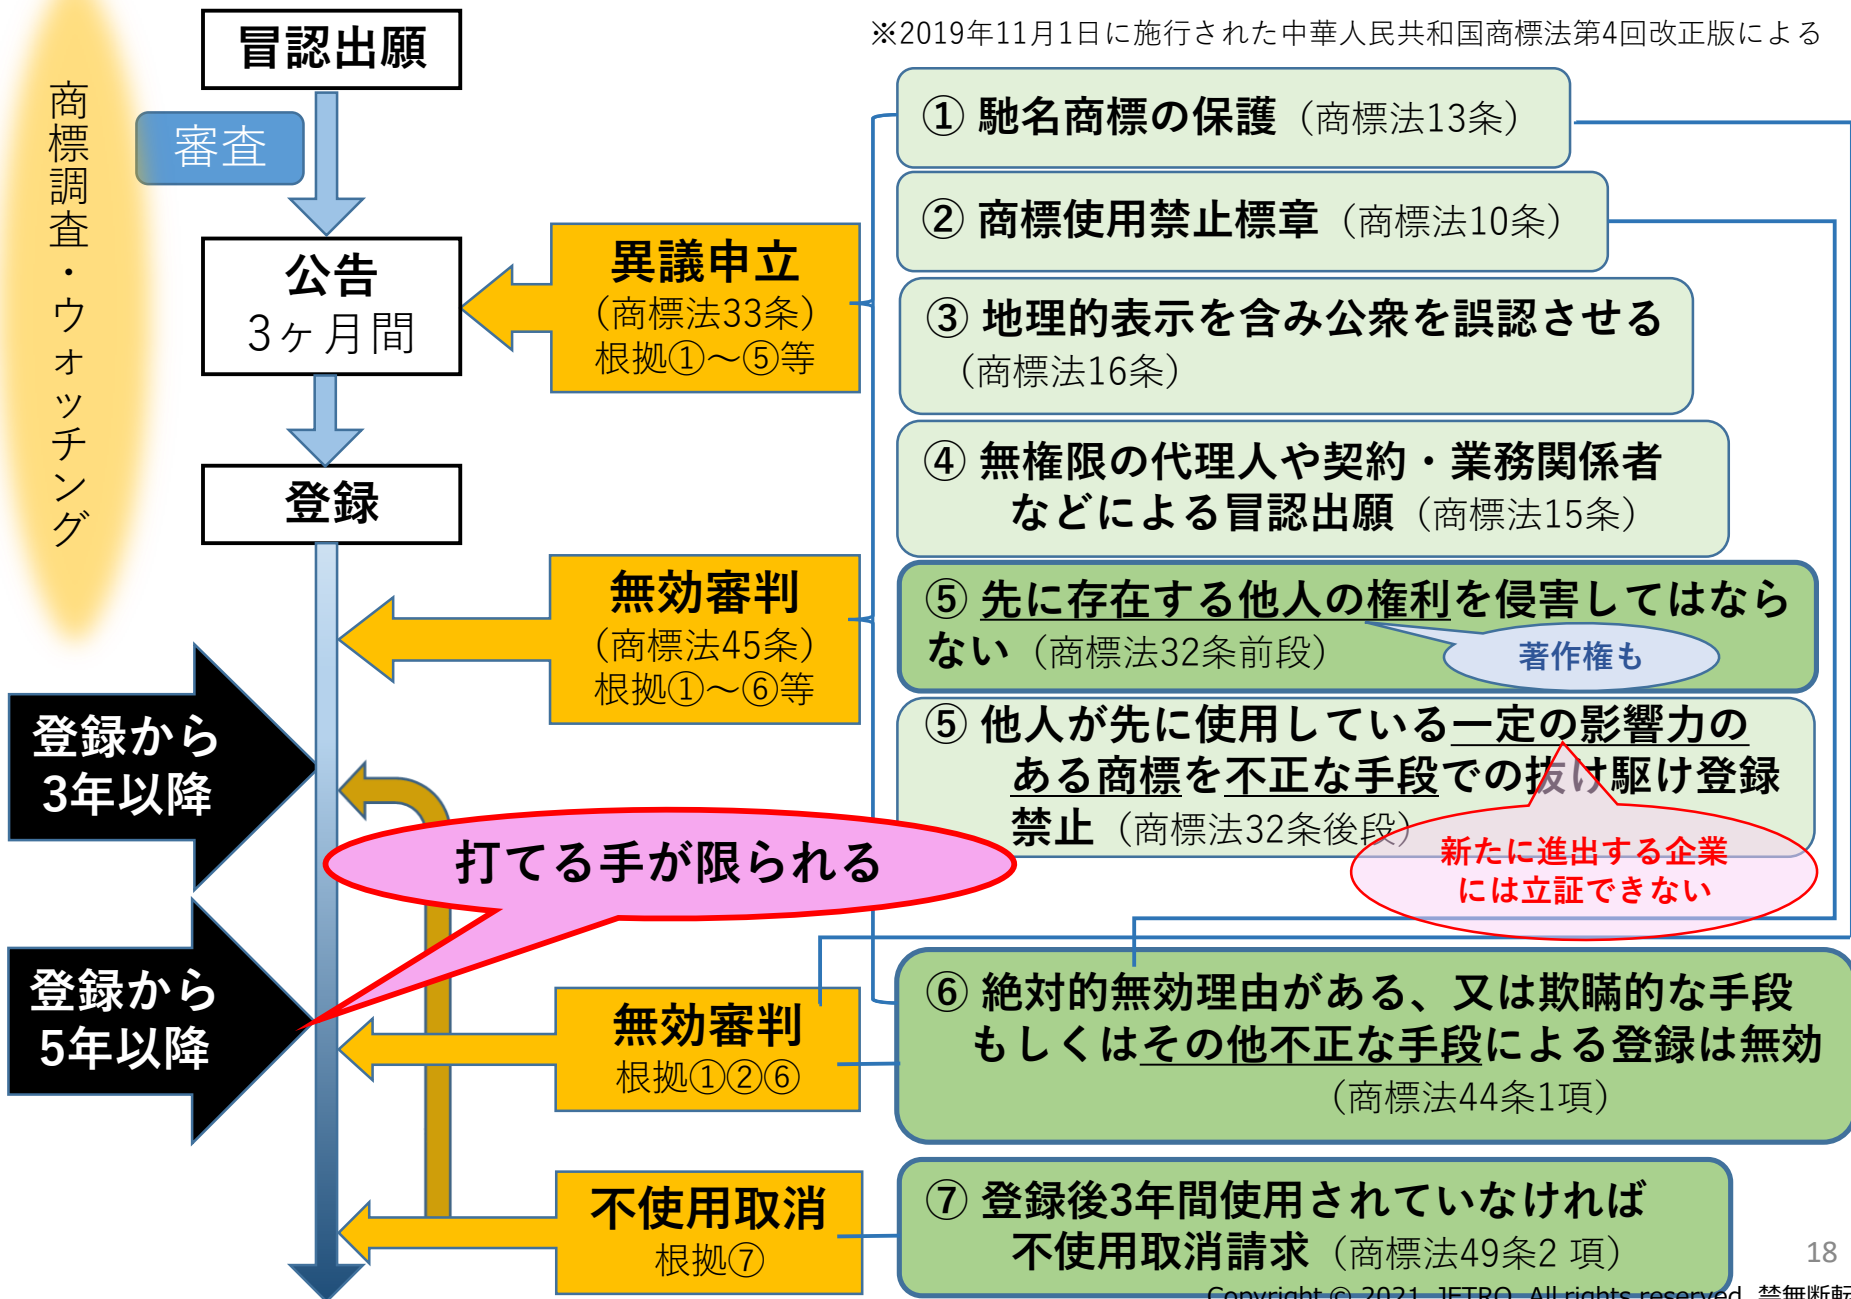 ※2019年11月1日に施行された中華人民共和国商標法第4回改正版による
商標調査・ウォッチング
冒認出願
審査
公告
3ヶ月間
登録
登録から
3年以降
登録から
5年以降
異議申立
（商標法33条）
根拠①～⑤等
無効審判
（商標法45条）
根拠①～⑥等
打てる手が限られる
無効審判
根拠①②⑥
不使用取消
根拠⑦
① 馳名商標の保護（商標法13条）
② 商標使用禁止標章（商標法10条）
③ 地理的表示を含み公衆を誤認させる
（商標法16条）
④ 無権限の代理人や契約・業務関係者
などによる冒認出願（商標法15条）
⑤ 先に存在する他人の権利を侵害してはなら
ない（商標法32条前段）
著作権も
⑤ 他人が先に使用している一定の影響力の
ある商標を不正な手段での抜け駆け登録
禁止（商標法32条後段）
新たに進出する企業
には立証できない
⑥ 絶対的無効理由がある、又は欺瞞的な手段
もしくはその他不正な手段による登録は無効
（商標法44条1項）
⑦ 登録後3年間使用されていなければ
不使用取消請求（商標法49条2 項）
18
Copyright © 2021 JETRO. All rights reserved. 禁無断転